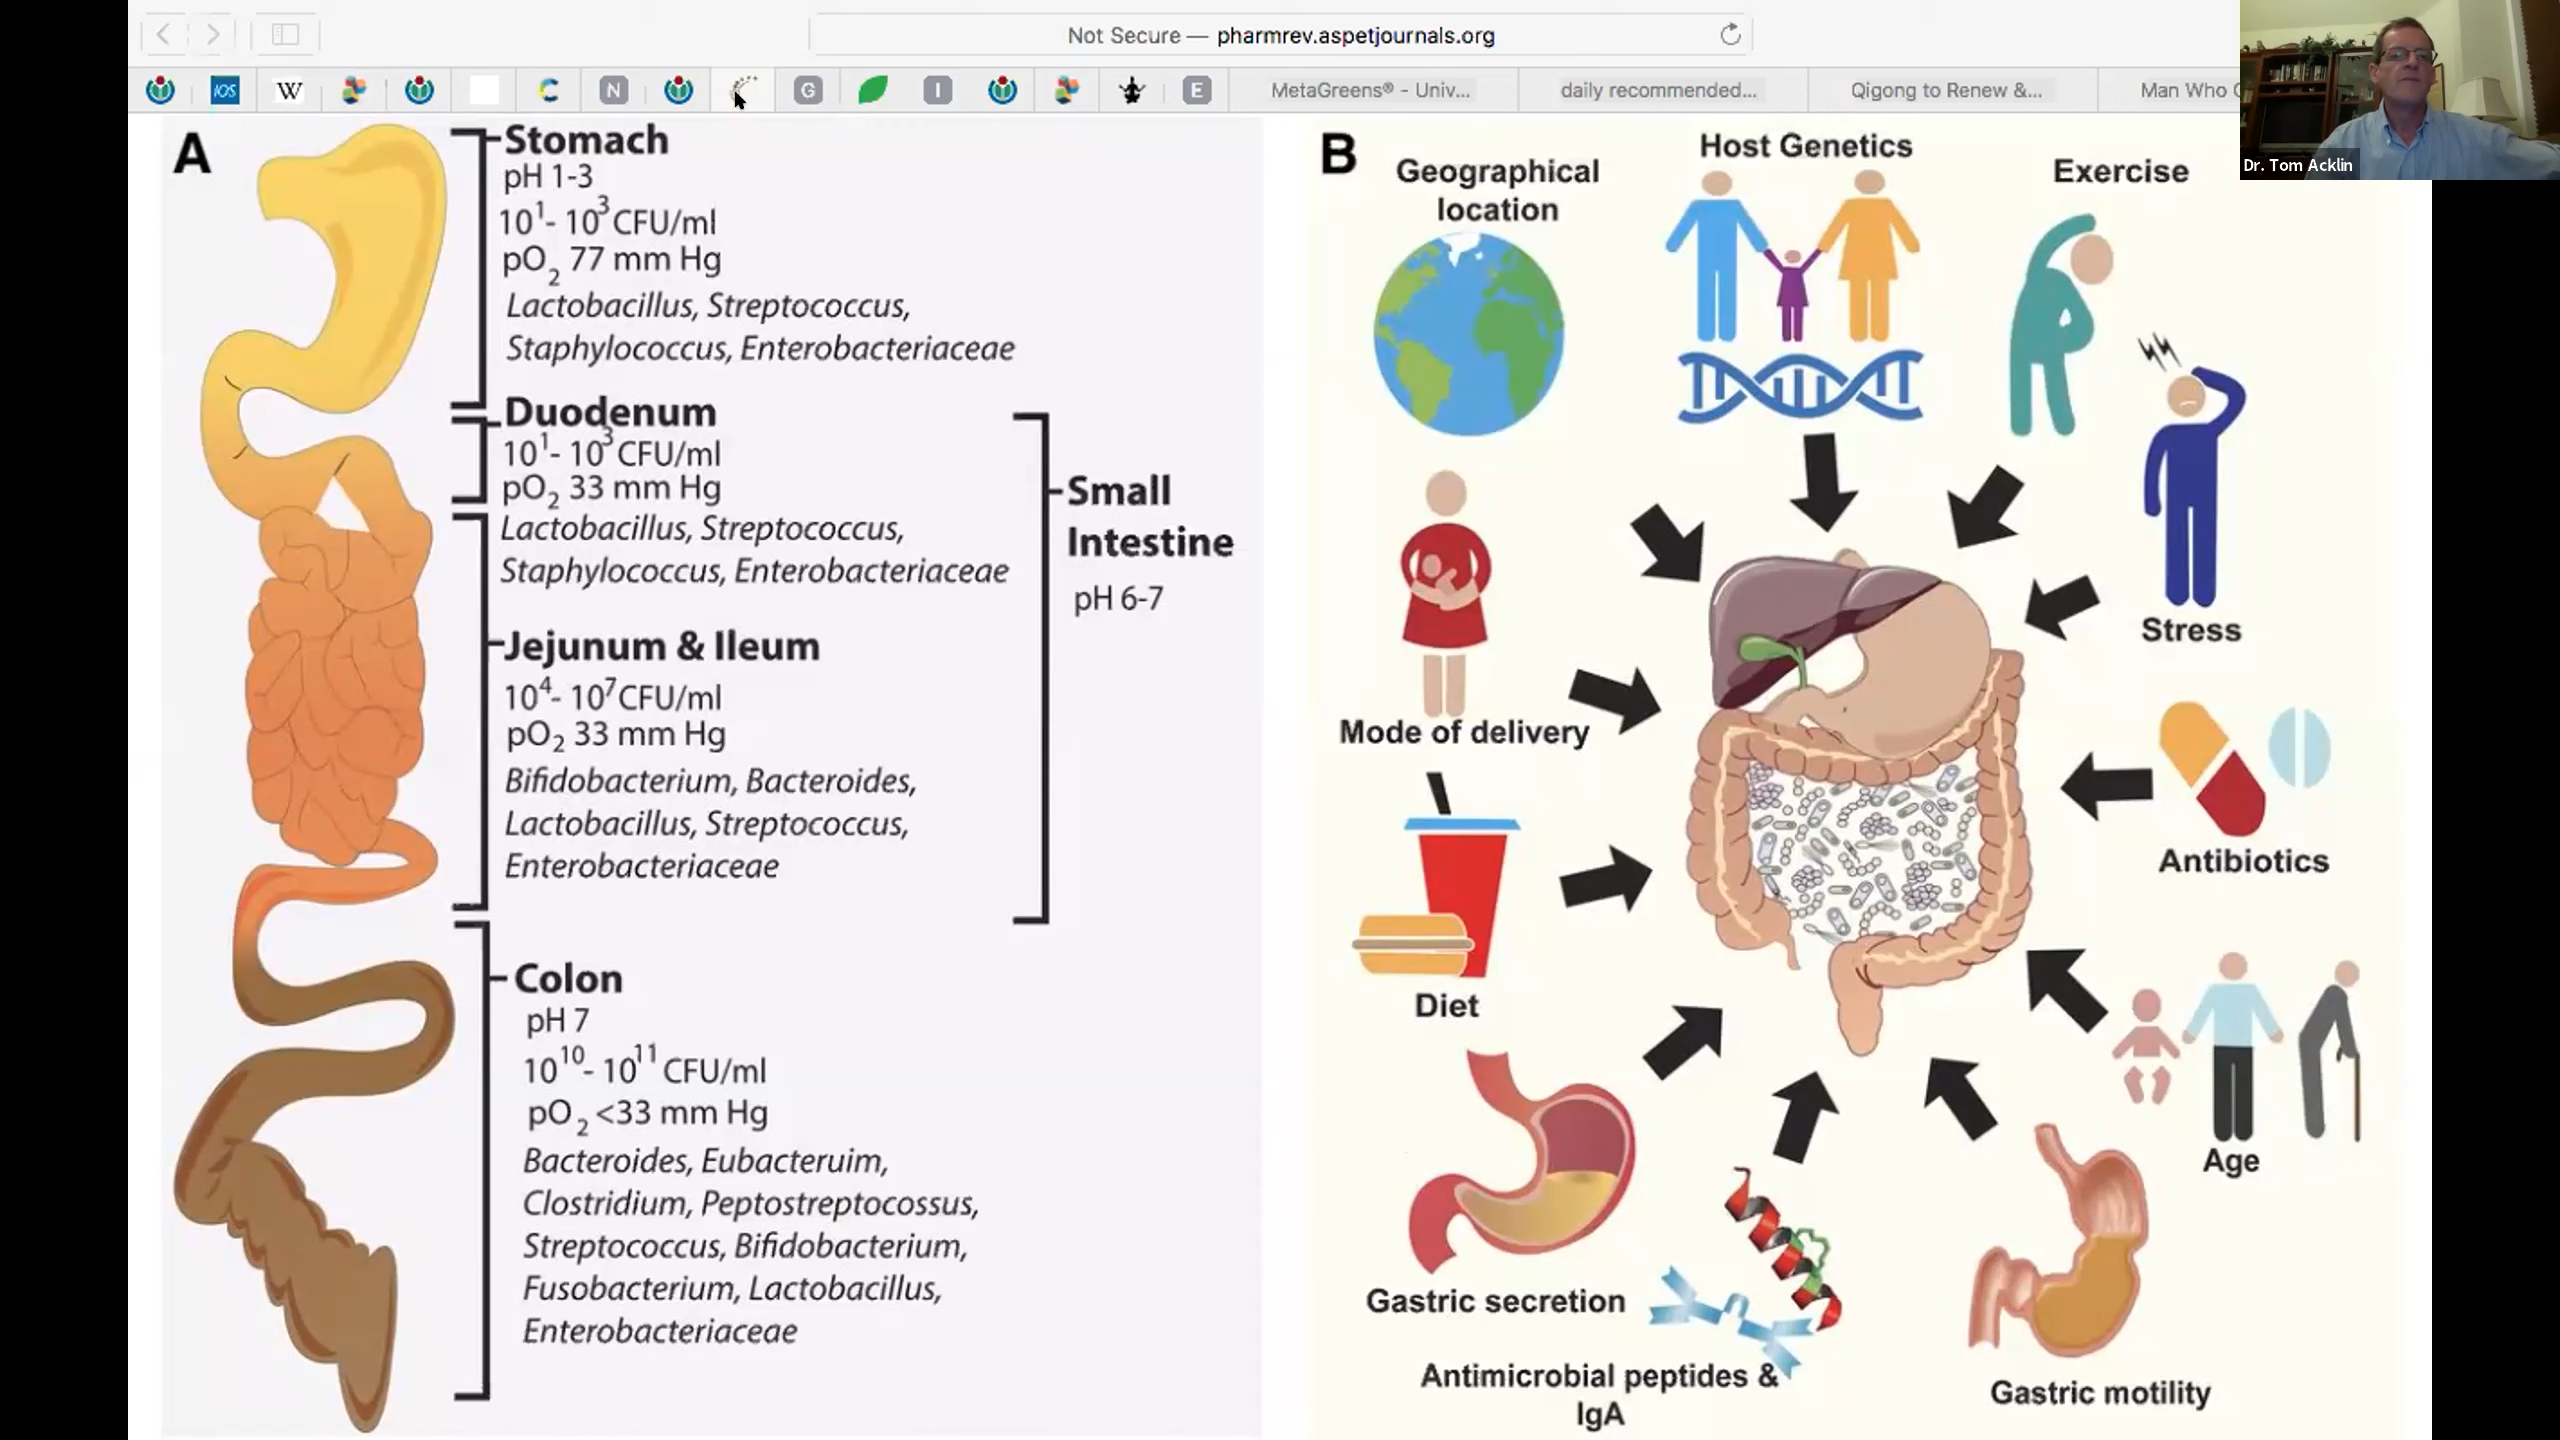 Not Secure — pharmrev.aspetjournals.org
IOS
W
C
N
G
I
E
MetaGreens® - Univ...
daily recommended...
Qigong to Renew &...
Man Who
Dr. Tom Acklin
A
Stomach
pH 1-3
10¹- 10³ CFU/ml
pO₂ 77 mm Hg
Lactobacillus, Streptococcus,
Staphylococcus, Enterobacteriaceae
Duodenum
10¹- 10³ CFU/ml
pO₂ 33 mm Hg
Lactobacillus, Streptococcus,
Staphylococcus, Enterobacteriaceae
Jejunum & Ileum
10⁴- 10⁷ CFU/ml
pO₂ 33 mm Hg
Bifidobacterium, Bacteroides,
Lactobacillus, Streptococcus,
Enterobacteriaceae
Small
Intestine
pH 6-7
Colon
pH 7
10¹⁰- 10¹¹ CFU/ml
pO₂ <33 mm Hg
Bacteroides, Eubacteruim,
Clostridium, Peptostreptocossus,
Streptococcus, Bifidobacterium,
Fusobacterium, Lactobacillus,
Enterobacteriaceae
B
Geographical
location
Host Genetics
Exercise
Stress
Mode of delivery
Antibiotics
Diet
Age
Gastric secretion
Antimicrobial peptides &
IgA
Gastric motility